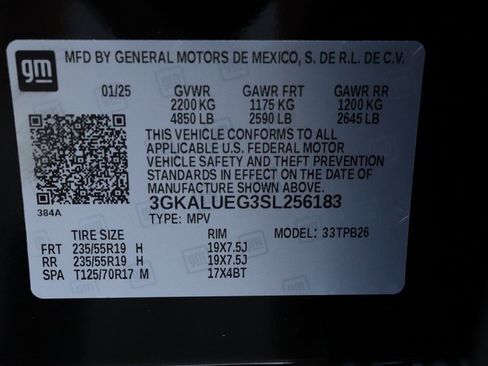 gm MFD BY GENERAL MOTORS DE MEXICO, S. DE R.L. DE C.V.
01/25 GVWR GAWR FRT GAWR RR
2200 KG 1175 KG 1200 KG
4850 LB 2590 LB 2645 LB
THIS VEHICLE CONFORMS TO ALL
APPLICABLE U.S. FEDERAL MOTOR
VEHICLE SAFETY AND THEFT PREVENTION
STANDARDS IN EFFECT ON THE DATE OF
MANUFACTURE SHOWN ABOVE.
384A 3GKALUEG3SL256183
TYPE: MPV
TIRE SIZE RIM MODEL: 33TPB26
FRT 235/55R19 H 19X7.5J
RR 235/55R19 H 19X7.5J
SPA T125/70R17 M 17X4BT